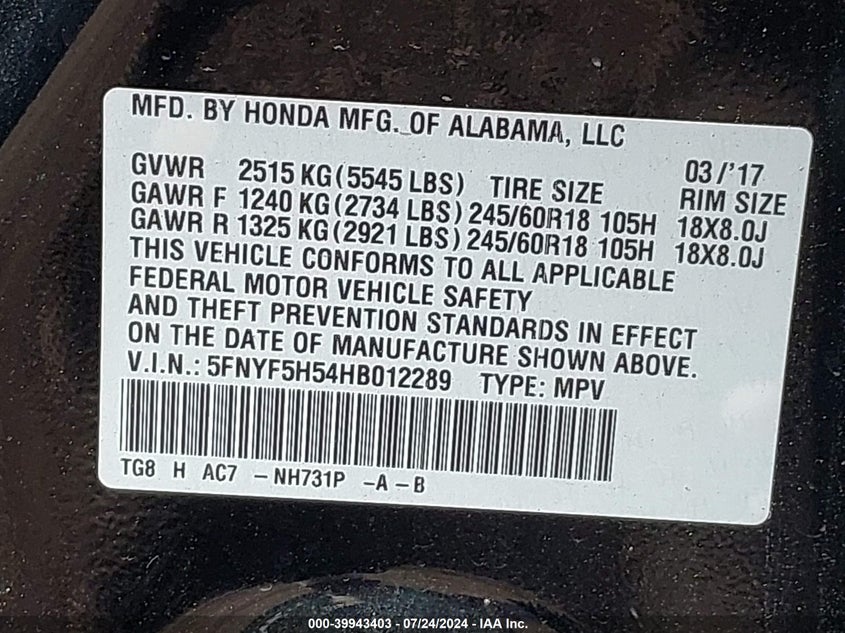 MFD. BY HONDA MFG. OF ALABAMA, LLC
03/'17
GVWR 2515 KG (5545 LBS) TIRE SIZE RIM SIZE
GAWR F 1240 KG (2734 LBS) 245/60R18 105H 18X8.0J
GAWR R 1325 KG (2921 LBS) 245/60R18 105H 18X8.0J
THIS VEHICLE CONFORMS TO ALL APPLICABLE
FEDERAL MOTOR VEHICLE SAFETY
AND THEFT PREVENTION STANDARDS IN EFFECT
ON THE DATE OF MANUFACTURE SHOWN ABOVE.
V.I.N.: 5FNYF5H54HB012289 TYPE: MPV
TG8 H AC7 -NH731P -A-B
000-39943403 - 07/24/2024 - IAA Inc.